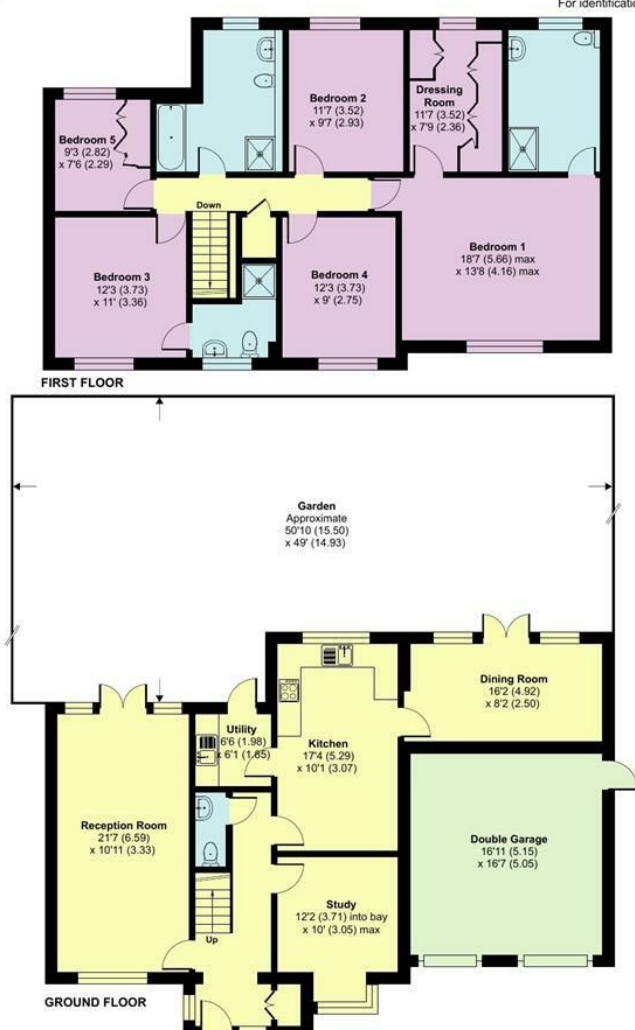 For identificatio
Bedroom 2
11'7 (3.52)
x 9'7 (2.93)
Dressing
Room
11'7 (3.52)
x 7'9 (2.36)
Bedroom 5
9'3 (2.82)
x 7'6 (2.29)
Down
Bedroom 3
12'3 (3.73)
x 11' (3.36)
Bedroom 4
12'3 (3.73)
x 9' (2.75)
Bedroom 1
18'7 (5.66) max
x 13'8 (4.16) max
FIRST FLOOR
Garden
Approximate
50'10 (15.50)
x 49' (14.93)
Dining Room
16'2 (4.92)
x 8'2 (2.50)
Utility
6'6 (1.98)
x 6'1 (1.85)
Kitchen
17'4 (5.29)
x 10'1 (3.07)
Reception Room
21'7 (6.59)
x 10'11 (3.33)
Double Garage
16'11 (5.15)
x 16'7 (5.05)
Study
12'2 (3.71) into bay
x 10' (3.05) max
Up
GROUND FLOOR